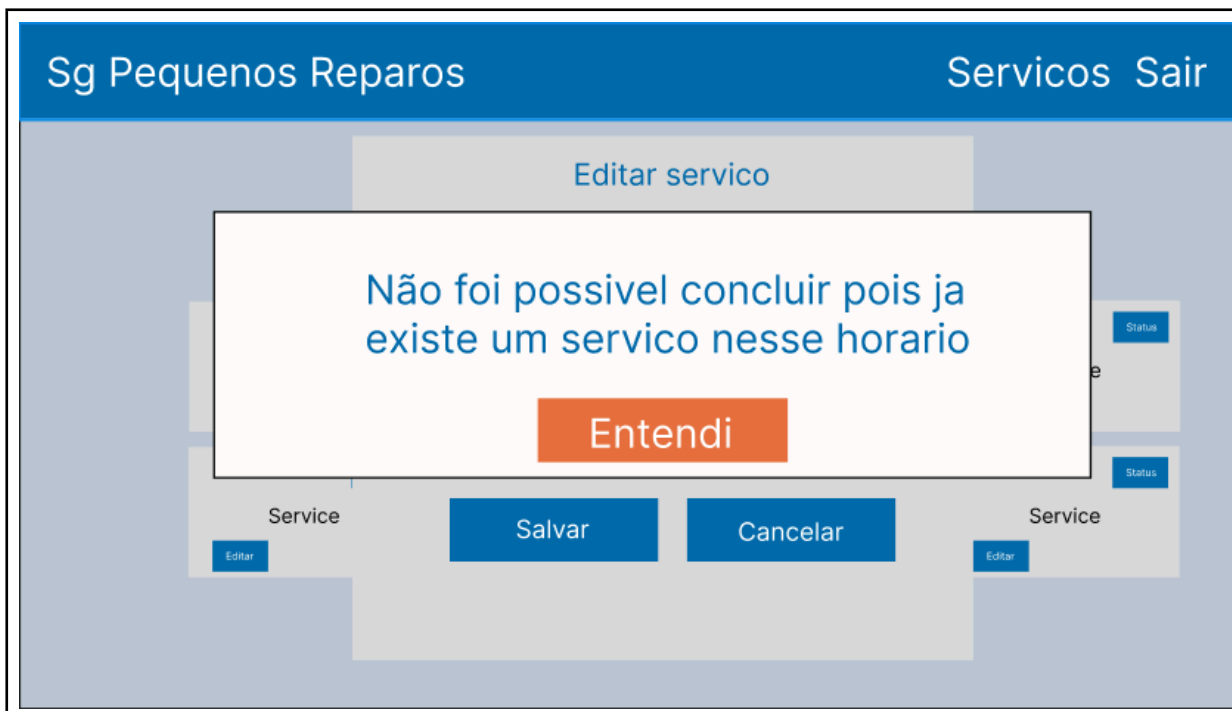 Sg Pequenos Reparos
Servicos Sair
Editar servico
Não foi possivel concluir pois ja
existe um servico nesse horario
Entendi
Status
e
Status
Service
Service
Salvar
Cancelar
Editar
Editar